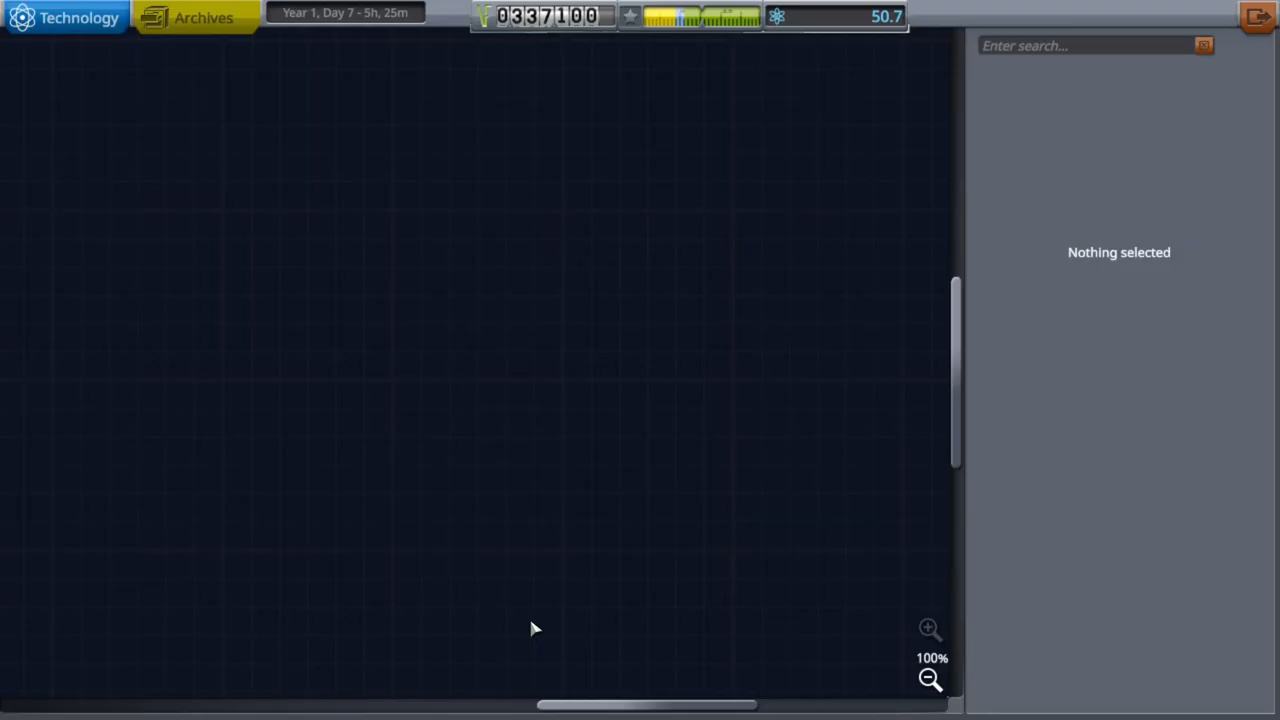 Technology
Archives
Year 1, Day 7 - 5h, 25m
0337100
50.7
Enter search...
Nothing selected
100%